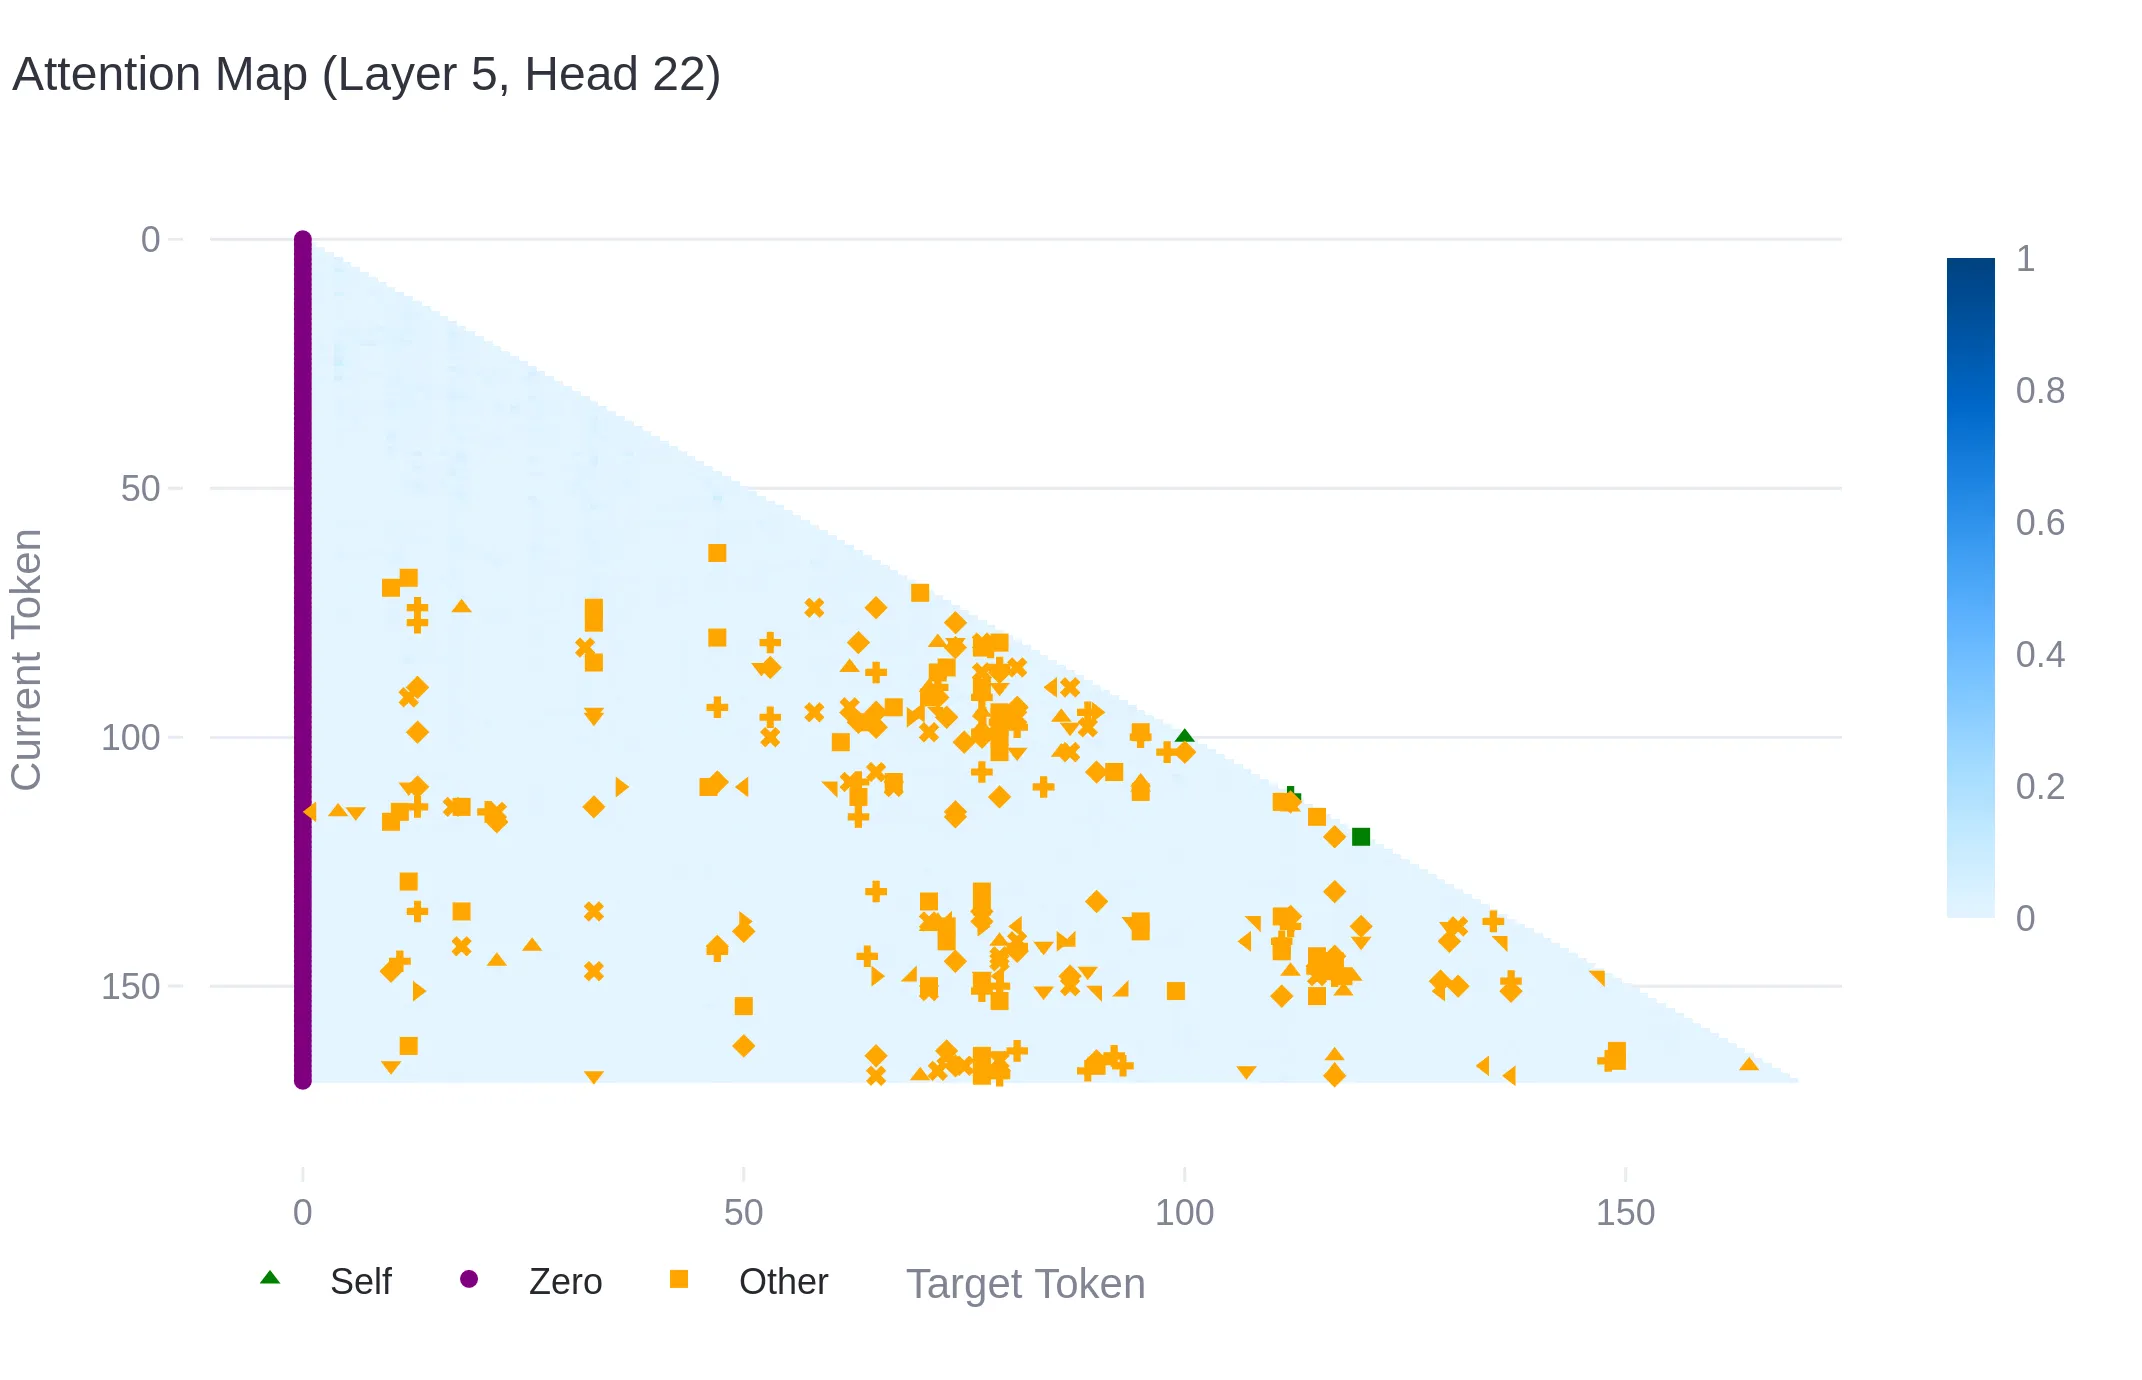 Attention Map (Layer 5, Head 22)
0
50
100
150
Current Token
0
50
100
150
Target Token
Self
Zero
Other
1
0.8
0.6
0.4
0.2
0